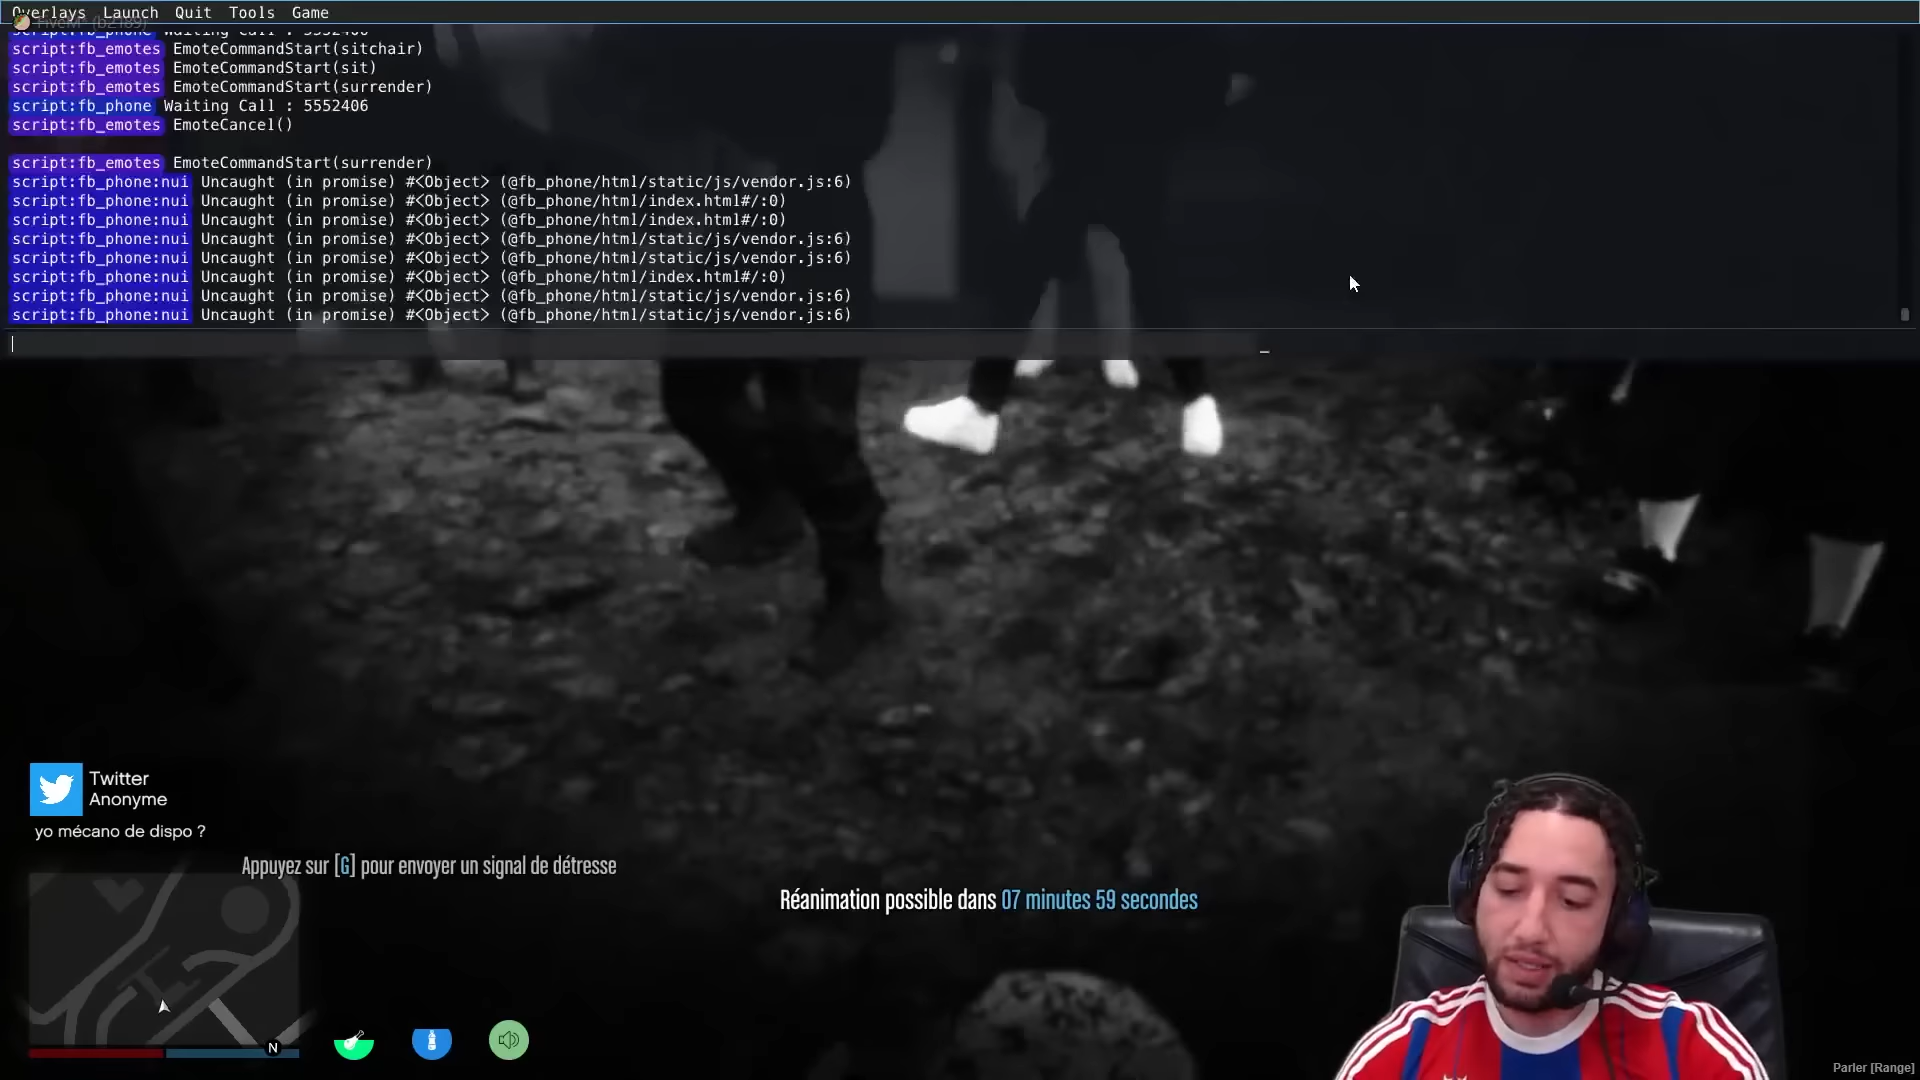 Overlays Launch Quit Tools Game
FiveM® (b2189)
script:fb_phone Waiting Call : 5552406
script:fb_emotes EmoteCommandStart(sitchair)
script:fb_emotes EmoteCommandStart(sit)
script:fb_emotes EmoteCommandStart(surrender)
script:fb_phone Waiting Call : 5552406
script:fb_emotes EmoteCancel()
script:fb_emotes EmoteCommandStart(surrender)
script:fb_phone:nui Uncaught (in promise) #<Object> (@fb_phone/html/static/js/vendor.js:6)
script:fb_phone:nui Uncaught (in promise) #<Object> (@fb_phone/html/index.html#/:0)
script:fb_phone:nui Uncaught (in promise) #<Object> (@fb_phone/html/index.html#/:0)
script:fb_phone:nui Uncaught (in promise) #<Object> (@fb_phone/html/static/js/vendor.js:6)
script:fb_phone:nui Uncaught (in promise) #<Object> (@fb_phone/html/static/js/vendor.js:6)
script:fb_phone:nui Uncaught (in promise) #<Object> (@fb_phone/html/index.html#/:0)
script:fb_phone:nui Uncaught (in promise) #<Object> (@fb_phone/html/static/js/vendor.js:6)
script:fb_phone:nui Uncaught (in promise) #<Object> (@fb_phone/html/static/js/vendor.js:6)
Twitter
Anonyme
yo mécano de dispo ?
Appuyez sur [G] pour envoyer un signal de détresse
Réanimation possible dans 07 minutes 59 secondes
N
Parler [Range]